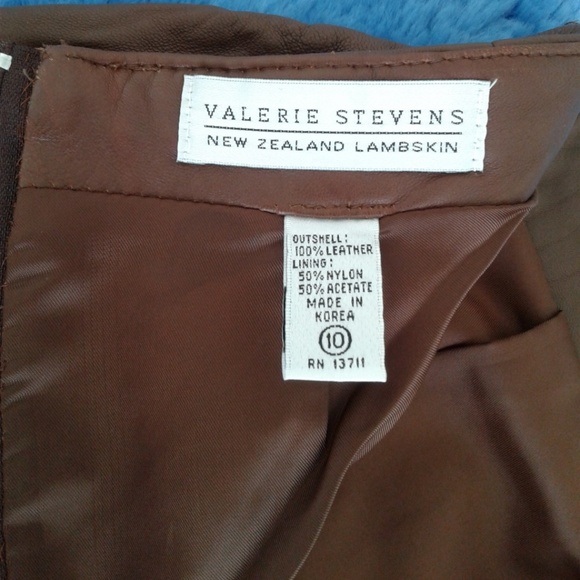 VALERIE STEVENS
NEW ZEALAND LAMBSKIN
OUTSHELL:
100% LEATHER
LINING:
50% NYLON
50% ACETATE
MADE IN
KOREA
10
RN 13711